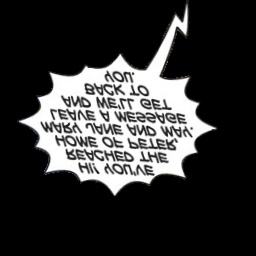 HI! YOU'VE
REACHED THE
HOME OF PETER,
MARY JANE AND MAY.
LEAVE A MESSAGE
AND WE'LL GET
BACK TO
YOU.